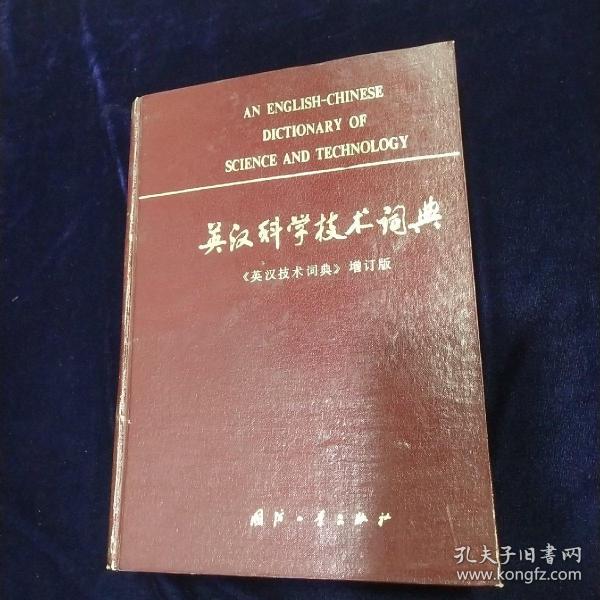 AN ENGLISH-CHINESE
DICTIONARY OF
SCIENCE AND TECHNOLOGY
英汉科学技术词典
《英汉技术词典》增订版
国防工业出版社
孔夫子旧書网
www.kongfz.com